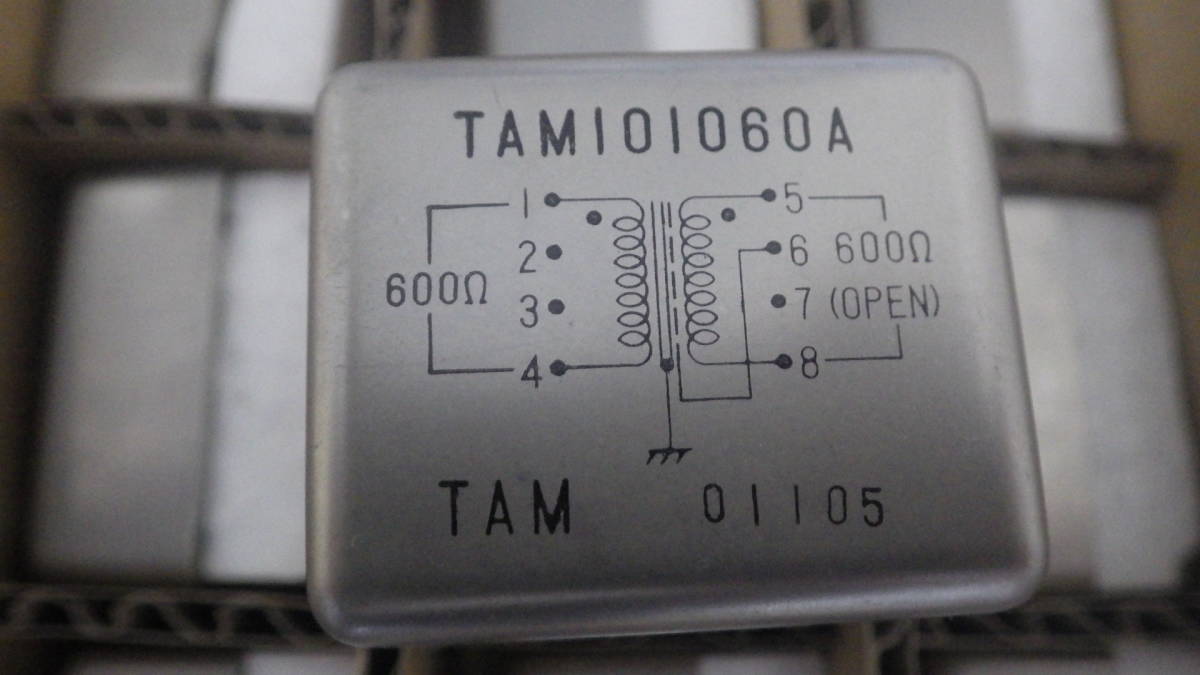 TAM101060A
1 5
2 6 600Ω
600Ω 3 7 (OPEN)
4 8
TAM 01105